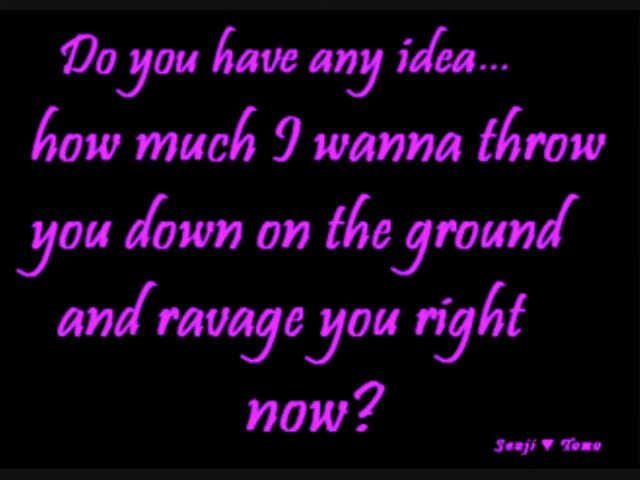 Do you have any idea...
how much I wanna throw
you down on the ground
and ravage you right
now?
Senji ♥ Tomo